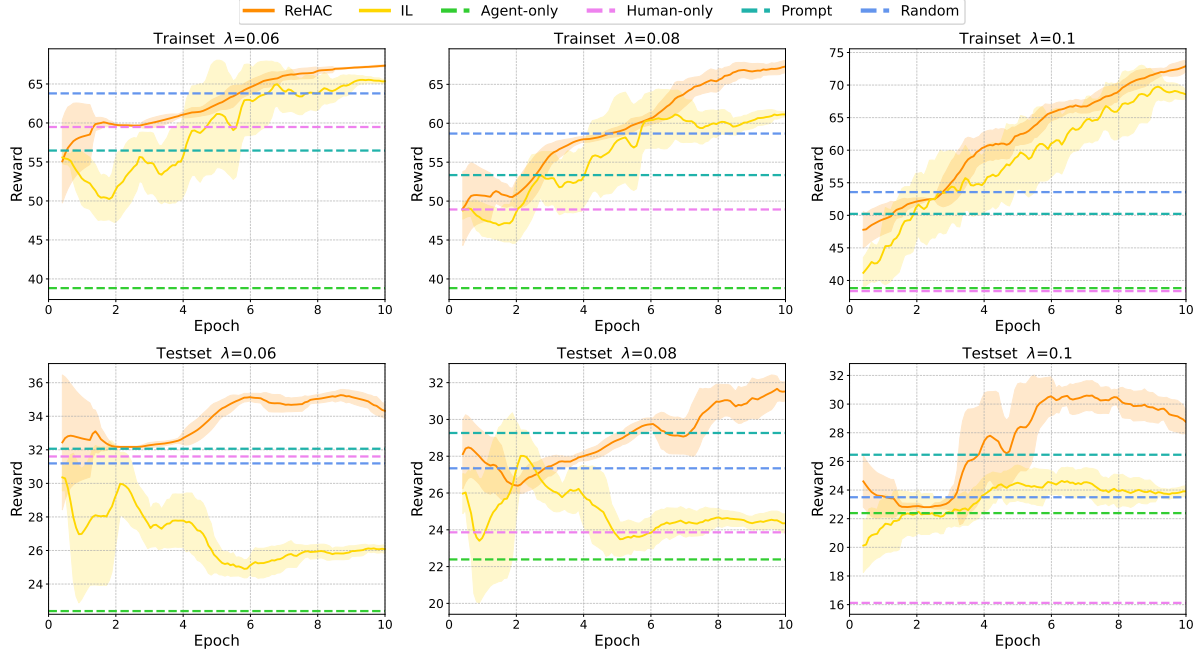 ReHAC IL Agent-only Human-only Prompt Random
Trainset λ=0.06
Trainset λ=0.08
Trainset λ=0.1
Reward
65
60
55
50
45
40
0 2 4 6 8 10
Epoch
Reward
65
60
55
50
45
40
0 2 4 6 8 10
Epoch
Reward
75
70
65
60
55
50
45
40
0 2 4 6 8 10
Epoch
Testset λ=0.06
Testset λ=0.08
Testset λ=0.1
Reward
36
34
32
30
28
26
24
0 2 4 6 8 10
Epoch
Reward
32
30
28
26
24
22
20
0 2 4 6 8 10
Epoch
Reward
32
30
28
26
24
22
20
18
16
0 2 4 6 8 10
Epoch